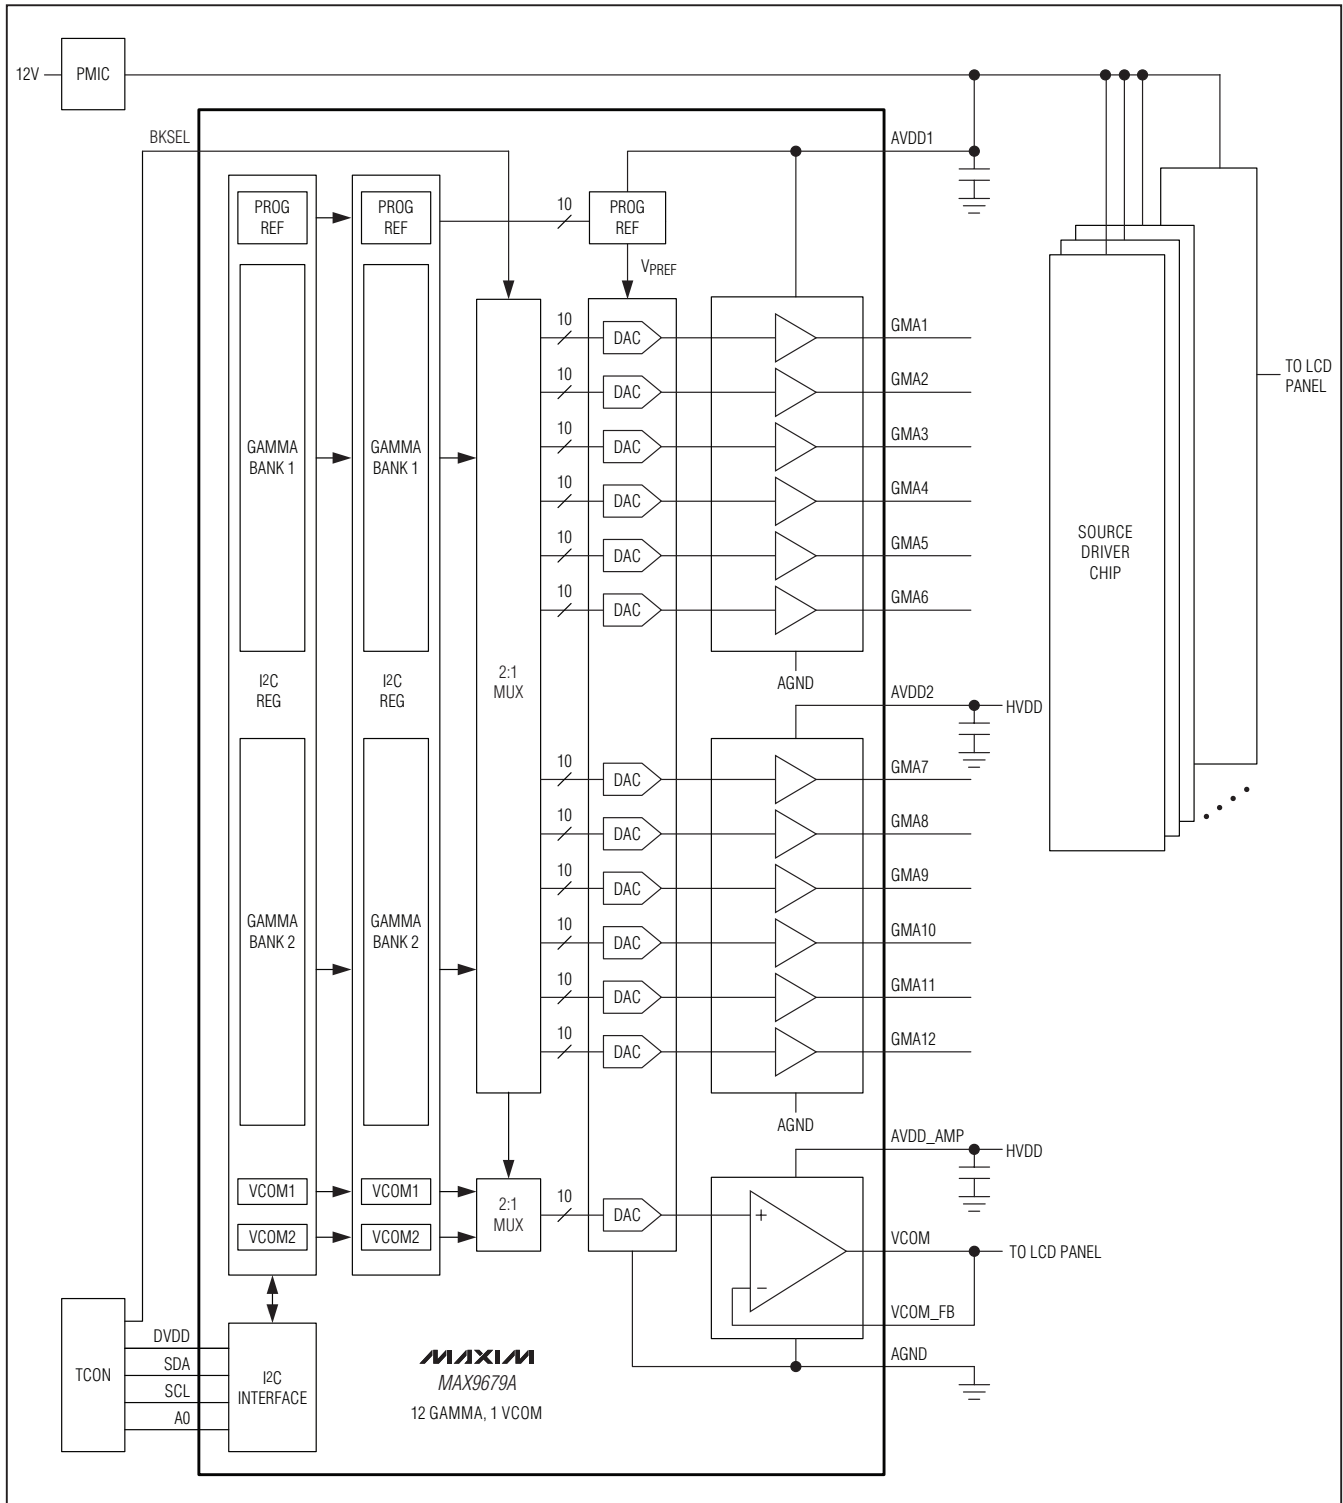 12V
PMIC
BKSEL
AVDD1
PROG
REF
PROG
REF
10
PROG
REF
VPREF
GAMMA
BANK 1
GAMMA
BANK 1
I2C
REG
I2C
REG
GAMMA
BANK 2
GAMMA
BANK 2
2:1
MUX
10
DAC
GMA1
10
DAC
GMA2
10
DAC
GMA3
10
DAC
GMA4
10
DAC
GMA5
10
DAC
GMA6
AGND
AVDD2
HVDD
10
DAC
GMA7
10
DAC
GMA8
10
DAC
GMA9
10
DAC
GMA10
10
DAC
GMA11
10
DAC
GMA12
AGND
AVDD_AMP
HVDD
VCOM1
VCOM1
VCOM2
VCOM2
2:1
MUX
10
DAC
+
−
VCOM
TO LCD PANEL
VCOM_FB
AGND
SOURCE
DRIVER
CHIP
TO LCD
PANEL
TCON
DVDD
SDA
SCL
A0
I2C
INTERFACE
MAXIM
MAX9679A
12 GAMMA, 1 VCOM